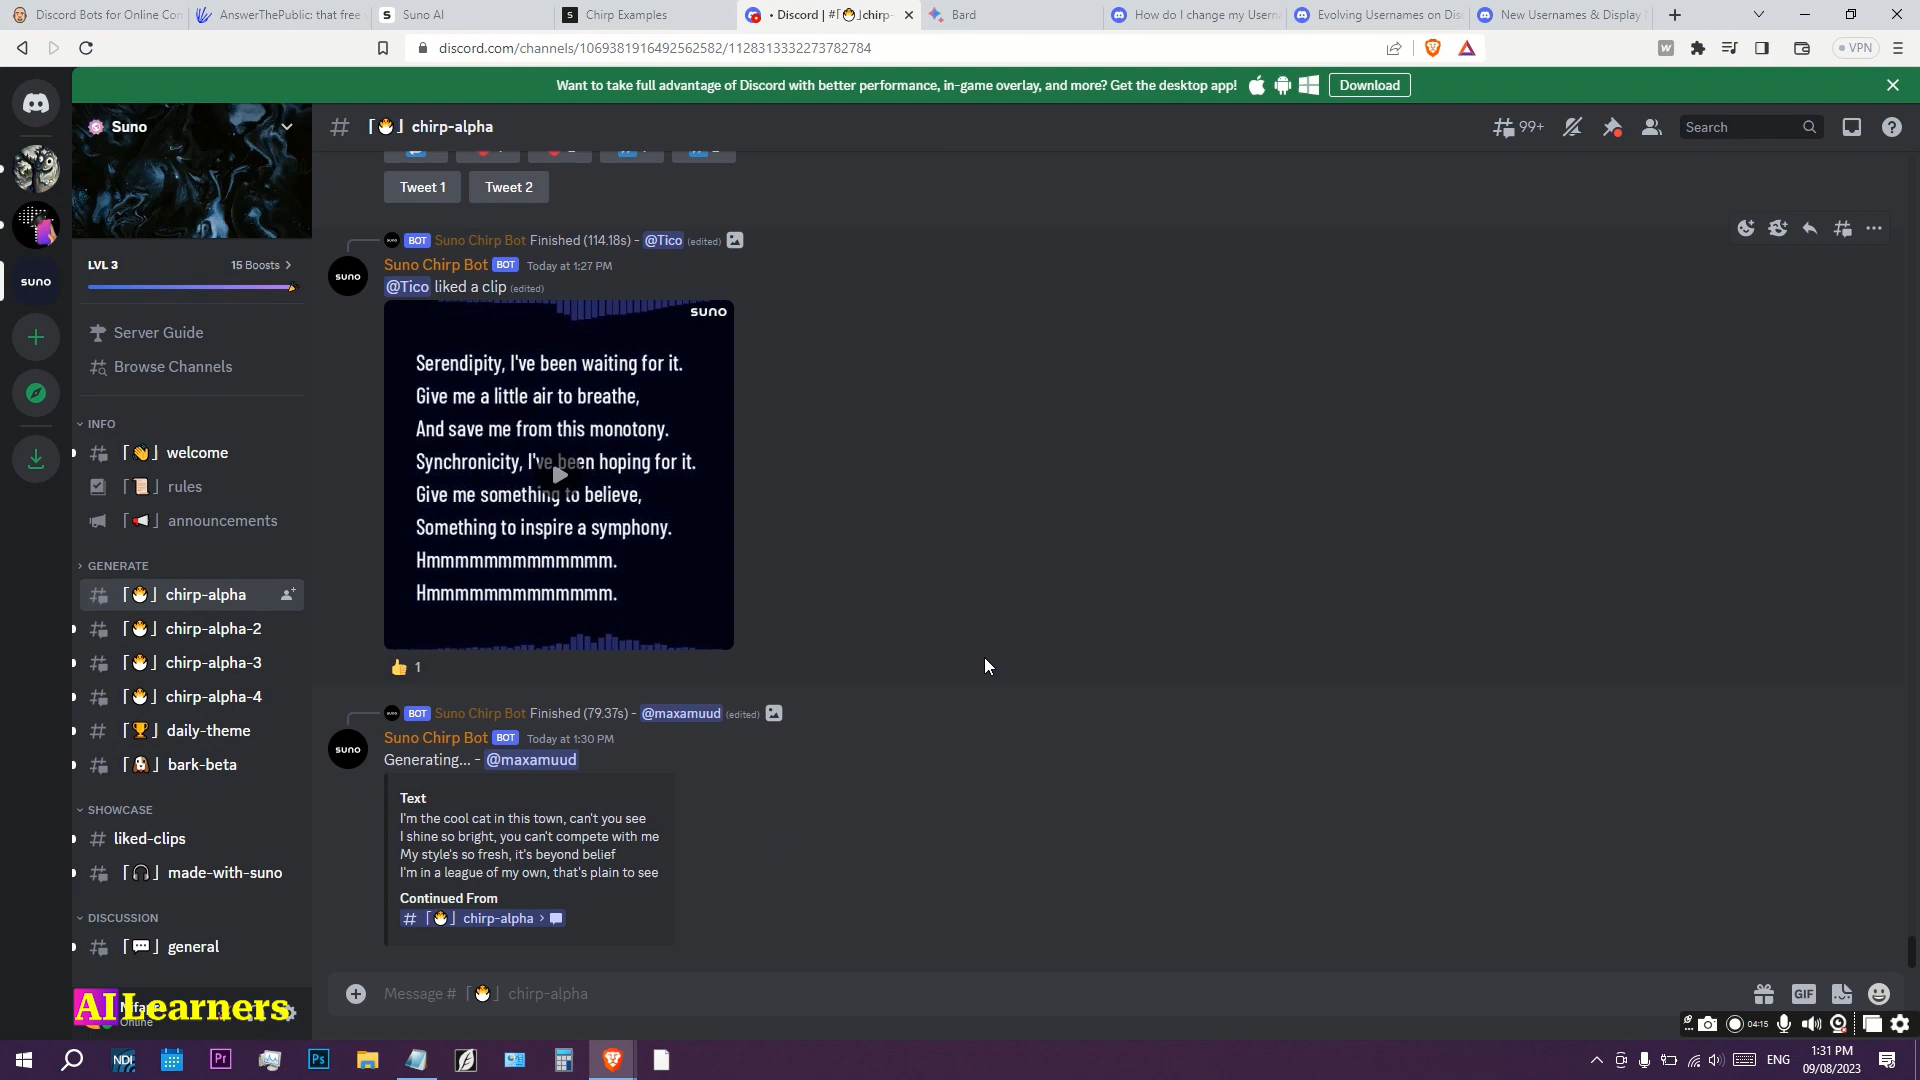 Discord Bots for Online Con
AnswerThePublic: that free
Suno AI
Chirp Examples
• Discord | #「🐣」chirp-
Bard
How do I change my Usern
Evolving Usernames on Dis
New Usernames & Display
discord.com/channels/1069381916492562582/1128313332273782784
VPN
Want to take full advantage of Discord with better performance, in-game overlay, and more? Get the desktop app!
Download
Suno
# 「🐣」 chirp-alpha
99+
Search
LVL 3
15 Boosts
Server Guide
Browse Channels
INFO
「👋」 welcome
「📜」 rules
「📢」 announcements
GENERATE
「🐣」 chirp-alpha
「🐣」 chirp-alpha-2
「🐣」 chirp-alpha-3
「🐣」 chirp-alpha-4
「🏆」 daily-theme
「🐶」 bark-beta
SHOWCASE
# liked-clips
「🎧」 made-with-suno
DISCUSSION
「💬」 general
suno
Tweet 1
Tweet 2
BOT Suno Chirp Bot Finished (114.18s) - @Tico (edited)
suno
Suno Chirp Bot BOT Today at 1:27 PM
@Tico liked a clip (edited)
suno
Serendipity, I've been waiting for it.
Give me a little air to breathe,
And save me from this monotony.
Synchronicity, I've been hoping for it.
Give me something to believe,
Something to inspire a symphony.
Hmmmmmmmmmmmmm.
Hmmmmmmmmmmmmm.
👍 1
BOT Suno Chirp Bot Finished (79.37s) - @maxamuud (edited)
suno
Suno Chirp Bot BOT Today at 1:30 PM
Generating... - @maxamuud
Text
I'm the cool cat in this town, can't you see
I shine so bright, you can't compete with me
My style's so fresh, it's beyond belief
I'm in a league of my own, that's plain to see
Continued From
# 「🐣」 chirp-alpha ›
Message # 「🐣」 chirp-alpha
GIF
AI Learners
Online
04:15
NDI
Pr
Ps
ENG
1:31 PM
09/08/2023